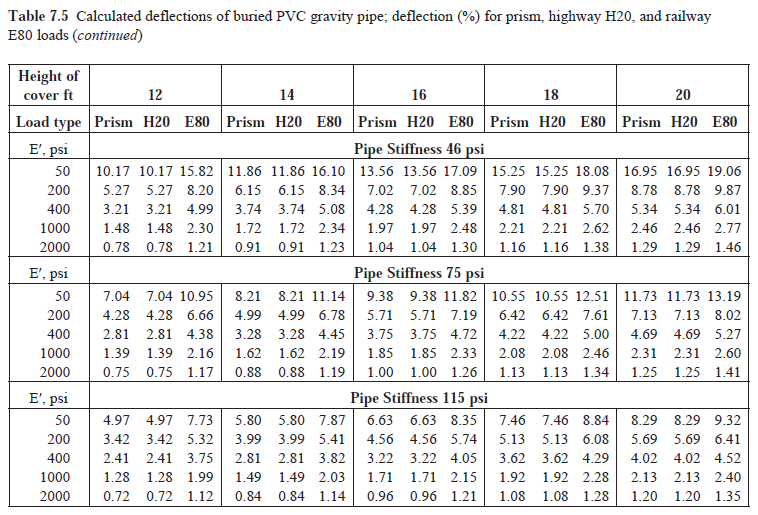 Table 7.5 Calculated deflections of buried PVC gravity pipe; deflection (%) for prism, highway H20, and railway
E80 loads (continued)
Height of
cover ft 12 14 16 18 20
Load type Prism H20 E80 Prism H20 E80 Prism H20 E80 Prism H20 E80 Prism H20 E80
E′, psi Pipe Stiffness 46 psi
50 10.17 10.17 15.82 11.86 11.86 16.10 13.56 13.56 17.09 15.25 15.25 18.08 16.95 16.95 19.06
200 5.27 5.27 8.20 6.15 6.15 8.34 7.02 7.02 8.85 7.90 7.90 9.37 8.78 8.78 9.87
400 3.21 3.21 4.99 3.74 3.74 5.08 4.28 4.28 5.39 4.81 4.81 5.70 5.34 5.34 6.01
1000 1.48 1.48 2.30 1.72 1.72 2.34 1.97 1.97 2.48 2.21 2.21 2.62 2.46 2.46 2.77
2000 0.78 0.78 1.21 0.91 0.91 1.23 1.04 1.04 1.30 1.16 1.16 1.38 1.29 1.29 1.46
E′, psi Pipe Stiffness 75 psi
50 7.04 7.04 10.95 8.21 8.21 11.14 9.38 9.38 11.82 10.55 10.55 12.51 11.73 11.73 13.19
200 4.28 4.28 6.66 4.99 4.99 6.78 5.71 5.71 7.19 6.42 6.42 7.61 7.13 7.13 8.02
400 2.81 2.81 4.38 3.28 3.28 4.45 3.75 3.75 4.72 4.22 4.22 5.00 4.69 4.69 5.27
1000 1.39 1.39 2.16 1.62 1.62 2.19 1.85 1.85 2.33 2.08 2.08 2.46 2.31 2.31 2.60
2000 0.75 0.75 1.17 0.88 0.88 1.19 1.00 1.00 1.26 1.13 1.13 1.34 1.25 1.25 1.41
E′, psi Pipe Stiffness 115 psi
50 4.97 4.97 7.73 5.80 5.80 7.87 6.63 6.63 8.35 7.46 7.46 8.84 8.29 8.29 9.32
200 3.42 3.42 5.32 3.99 3.99 5.41 4.56 4.56 5.74 5.13 5.13 6.08 5.69 5.69 6.41
400 2.41 2.41 3.75 2.81 2.81 3.82 3.22 3.22 4.05 3.62 3.62 4.29 4.02 4.02 4.52
1000 1.28 1.28 1.99 1.49 1.49 2.03 1.71 1.71 2.15 1.92 1.92 2.28 2.13 2.13 2.40
2000 0.72 0.72 1.12 0.84 0.84 1.14 0.96 0.96 1.21 1.08 1.08 1.28 1.20 1.20 1.35